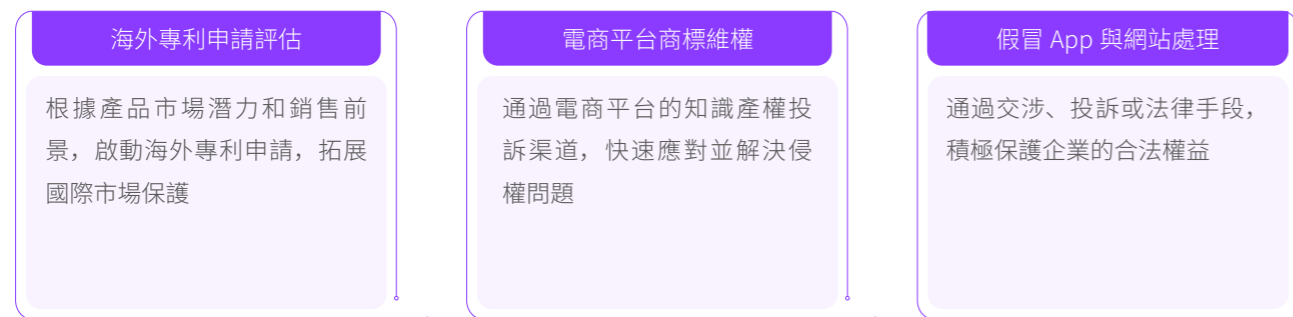 海外專利申請評估
根據產品市場潛力和銷售前
景，啟動海外專利申請，拓展
國際市場保護
電商平台商標維權
通過電商平台的知識產權投
訴渠道，快速應對並解決侵
權問題
假冒 App 與網站處理
通過交涉、投訴或法律手段，
積極保護企業的合法權益